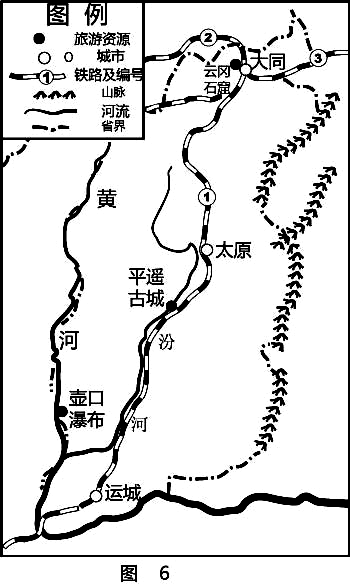 图 例
旅游资源
城市
1 铁路及编号
山脉
河流
省界
2
3
云冈
石窟
大同
黄
1
太原
平遥
古城
汾
河
壶口
瀑布
河
运城
图 6